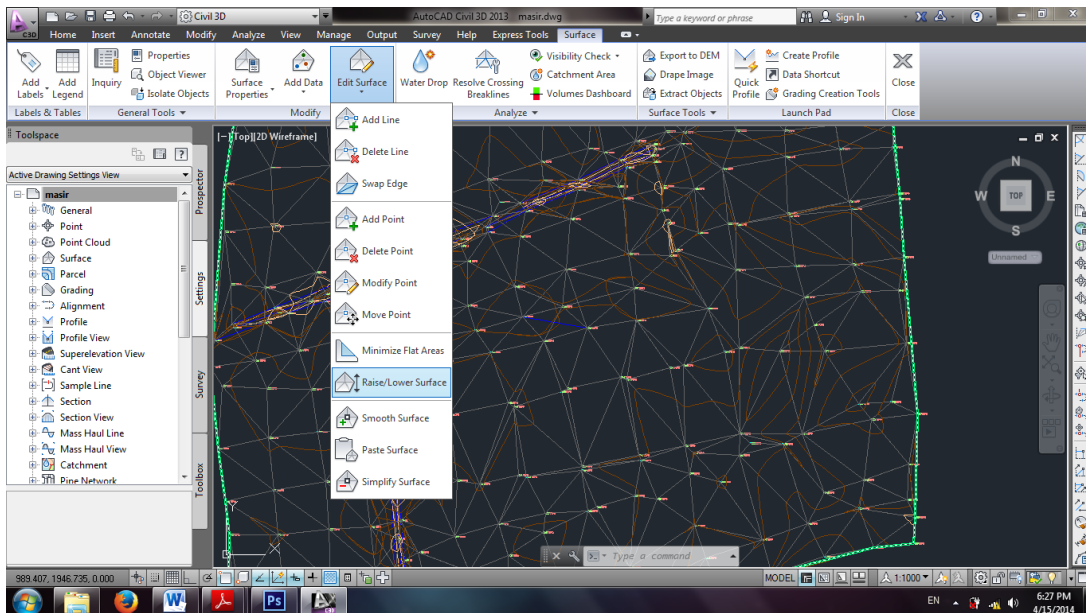 Civil 3D
AutoCAD Civil 3D 2013 masir.dwg
Type a keyword or phrase
Sign In
C3D
Home Insert Annotate Modify Analyze View Manage Output Survey Help Express Tools Surface
Add Labels
Add Legend
Inquiry
Properties
Object Viewer
Isolate Objects
Surface Properties
Add Data
Edit Surface
Water Drop
Resolve Crossing Breaklines
Visibility Check
Catchment Area
Volumes Dashboard
Export to DEM
Drape Image
Extract Objects
Quick Profile
Create Profile
Data Shortcut
Grading Creation Tools
Close
Labels & Tables
General Tools
Modify
Analyze
Surface Tools
Launch Pad
Close
Add Line
Delete Line
Swap Edge
Add Point
Delete Point
Modify Point
Move Point
Minimize Flat Areas
Raise/Lower Surface
Smooth Surface
Paste Surface
Simplify Surface
Toolspace
Active Drawing Settings View
masir
General
Point
Point Cloud
Surface
Parcel
Grading
Alignment
Profile
Profile View
Superelevation View
Cant View
Sample Line
Section
Section View
Mass Haul Line
Mass Haul View
Catchment
Pipe Network
Prospector
Settings
Survey
Toolbox
[-][Top][2D Wireframe]
N
W TOP E
S
Unnamed
Y
X
Type a command
989.407, 1946.735, 0.000
MODEL
1:1000
Ps
C3D
EN
6:27 PM
4/15/2014